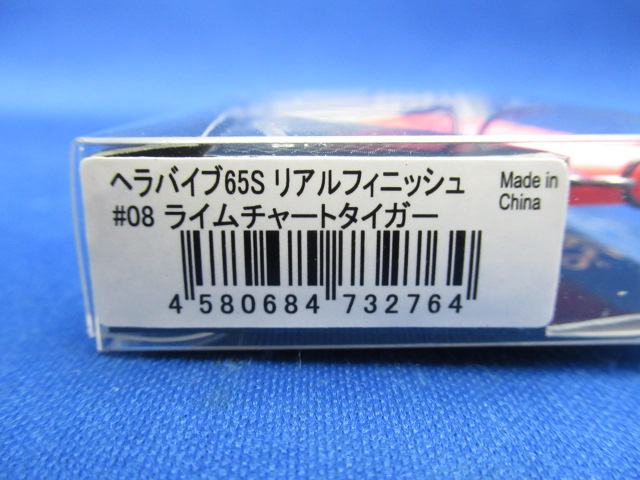 ヘラバイブ65S リアルフィニッシュ
#08 ライムチャートタイガー
Made in
China
4 580684 732764